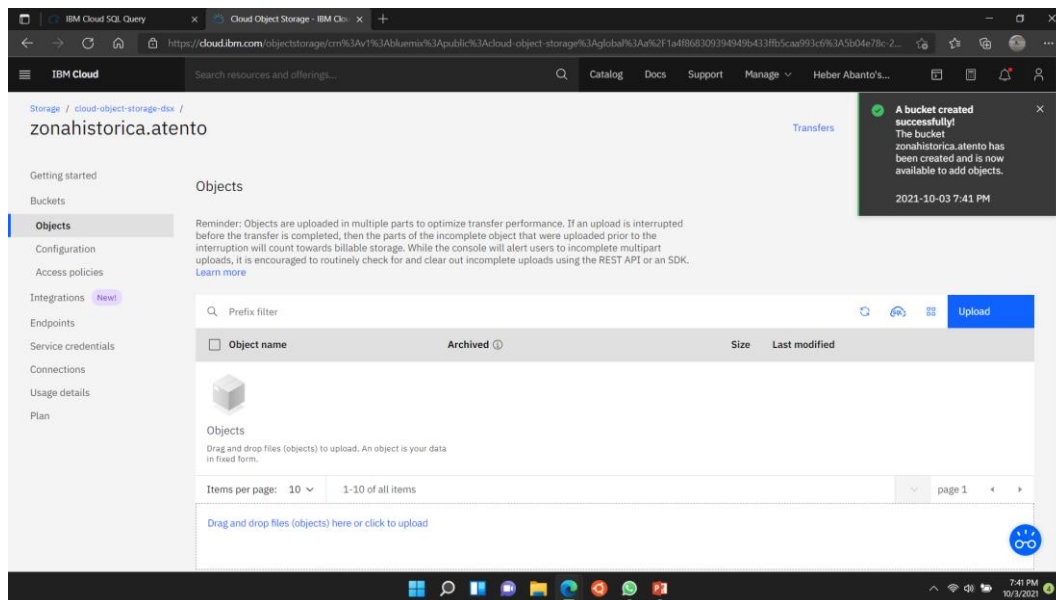 IBM Cloud SQL Query
Cloud Object Storage - IBM Clou
https://cloud.ibm.com/objectstorage/crn%3Av1%3Abluemix%3Apublic%3Acloud-object-storage%3Aglobal%3Aa%2F1a4f868309394949b433ffb5caa993c6%3A5b04e78c-2...
IBM Cloud
Search resources and offerings...
Catalog
Docs
Support
Manage
Heber Abanto's...
Storage / cloud-object-storage-dsx /
zonahistorica.atento
Transfers
A bucket created
successfully!
The bucket
zonahistorica.atento has
been created and is now
available to add objects.
2021-10-03 7:41 PM
Getting started
Buckets
Objects
Configuration
Access policies
Integrations New!
Endpoints
Service credentials
Connections
Usage details
Plan
Objects
Reminder: Objects are uploaded in multiple parts to optimize transfer performance. If an upload is interrupted
before the transfer is completed, then the parts of the incomplete object that were uploaded prior to the
interruption will count towards billable storage. While the console will alert users to incomplete multipart
uploads, it is encouraged to routinely check for and clear out incomplete uploads using the REST API or an SDK.
Learn more
Prefix filter
Upload
Object name
Archived
Size
Last modified
Objects
Drag and drop files (objects) to upload. An object is your data
in fixed form.
Items per page: 10
1-10 of all items
page 1
Drag and drop files (objects) here or click to upload
7:41 PM
10/3/2021